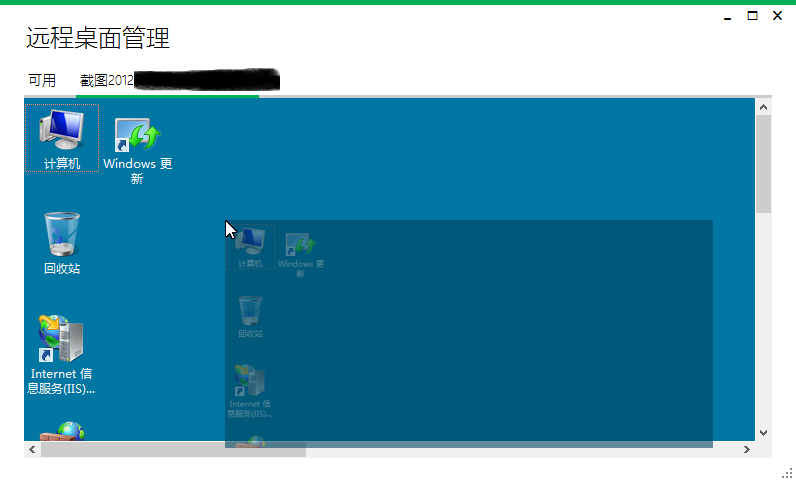 远程桌面管理
可用
截图2012
计算机
Windows 更
新
回收站
Internet 信
息服务(IIS)...
计算机
Windows 更
新
回收站
Internet 信
息服务(IIS)...